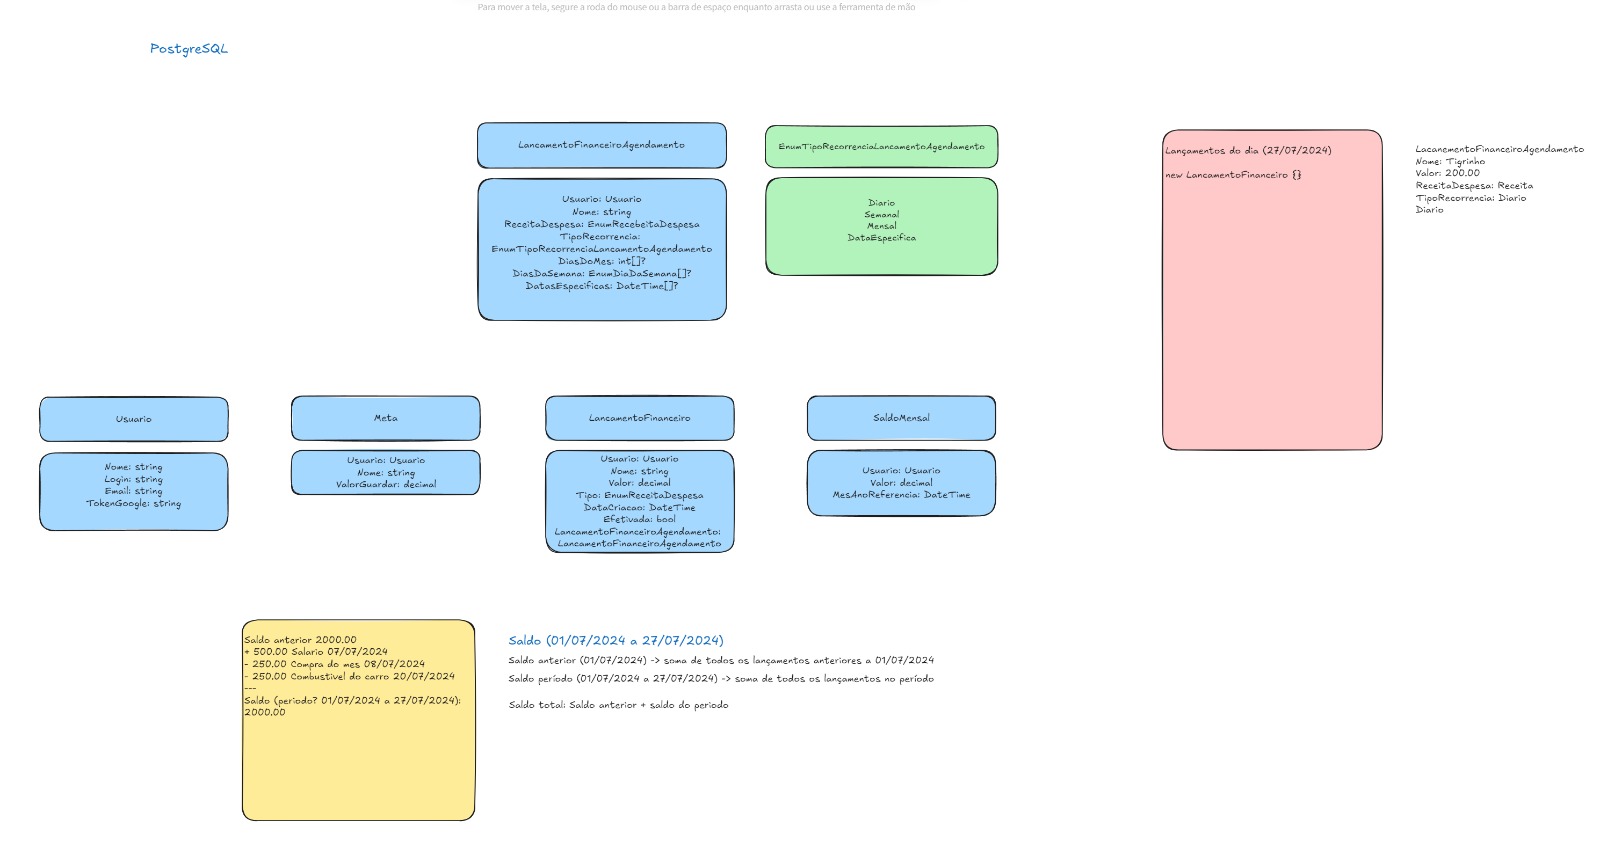 Para mover a tela, segure a roda do mouse ou a barra de espaço enquanto arrasta ou use a ferramenta de mão
PostgreSQL
LancamentoFinanceiroAgendamento
Usuario: Usuario
Nome: string
ReceitaDespesa: EnumRecebeitaDespesa
TipoRecorrencia:
EnumTipoRecorrenciaLancamentoAgendamento
DiasDoMes: int[]?
DiasDaSemana: EnumDiaDaSemana[]?
DatasEspecificas: DateTime[]?
EnumTipoRecorrenciaLancamentoAgendamento
Diario
Semanal
Mensal
DataEspecifica
Lançamentos do dia (27/07/2024)
new LancamentoFinanceiro {}
LacanementoFinanceiroAgendamento
Nome: Tigrinho
Valor: 200.00
ReceitaDespesa: Receita
TipoRecorrencia: Diario
Diario
Usuario
Nome: string
Login: string
Email: string
TokenGoogle: string
Meta
Usuario: Usuario
Nome: string
ValorGuardar: decimal
LancamentoFinanceiro
Usuario: Usuario
Nome: string
Valor: decimal
Tipo: EnumReceitaDespesa
DataCriacao: DateTime
Efetivada: bool
LancamentoFinanceiroAgendamento:
LancamentoFinanceiroAgendamento
SaldoMensal
Usuario: Usuario
Valor: decimal
MesAnoReferencia: DateTime
Saldo anterior 2000.00
+ 500.00 Salario 07/07/2024
- 250.00 Compra do mes 08/07/2024
- 250.00 Combustivel do carro 20/07/2024
---
Saldo (periodo? 01/07/2024 a 27/07/2024):
2000.00
Saldo (01/07/2024 a 27/07/2024)
Saldo anterior (01/07/2024) -> soma de todos os lançamentos anteriores a 01/07/2024
Saldo período (01/07/2024 a 27/07/2024) -> soma de todos os lançamentos no período
Saldo total: Saldo anterior + saldo do periodo